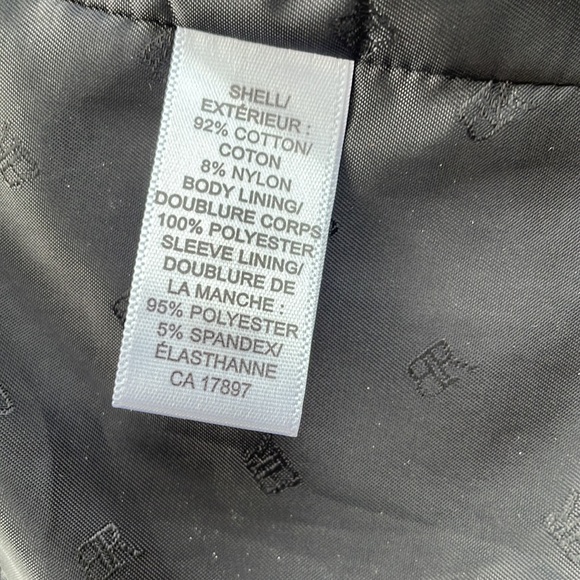 SHELL/
EXTÉRIEUR :
92% COTTON/
COTON
8% NYLON
BODY LINING/
DOUBLURE CORPS
100% POLYESTER
SLEEVE LINING/
DOUBLURE DE
LA MANCHE :
95% POLYESTER
5% SPANDEX/
ÉLASTHANNE
CA 17897